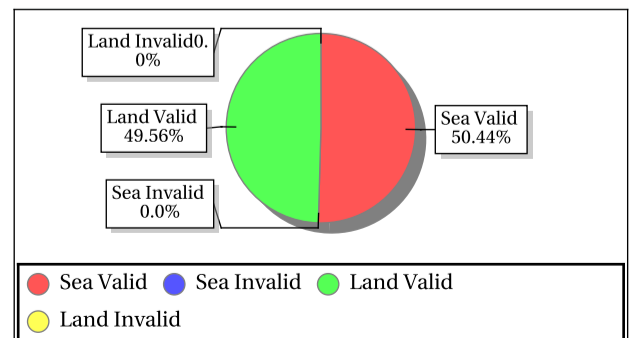 Land Invalid0.
0%
Land Valid
49.56%
Sea Valid
50.44%
Sea Invalid
0.0%
Sea Valid
Sea Invalid
Land Valid
Land Invalid